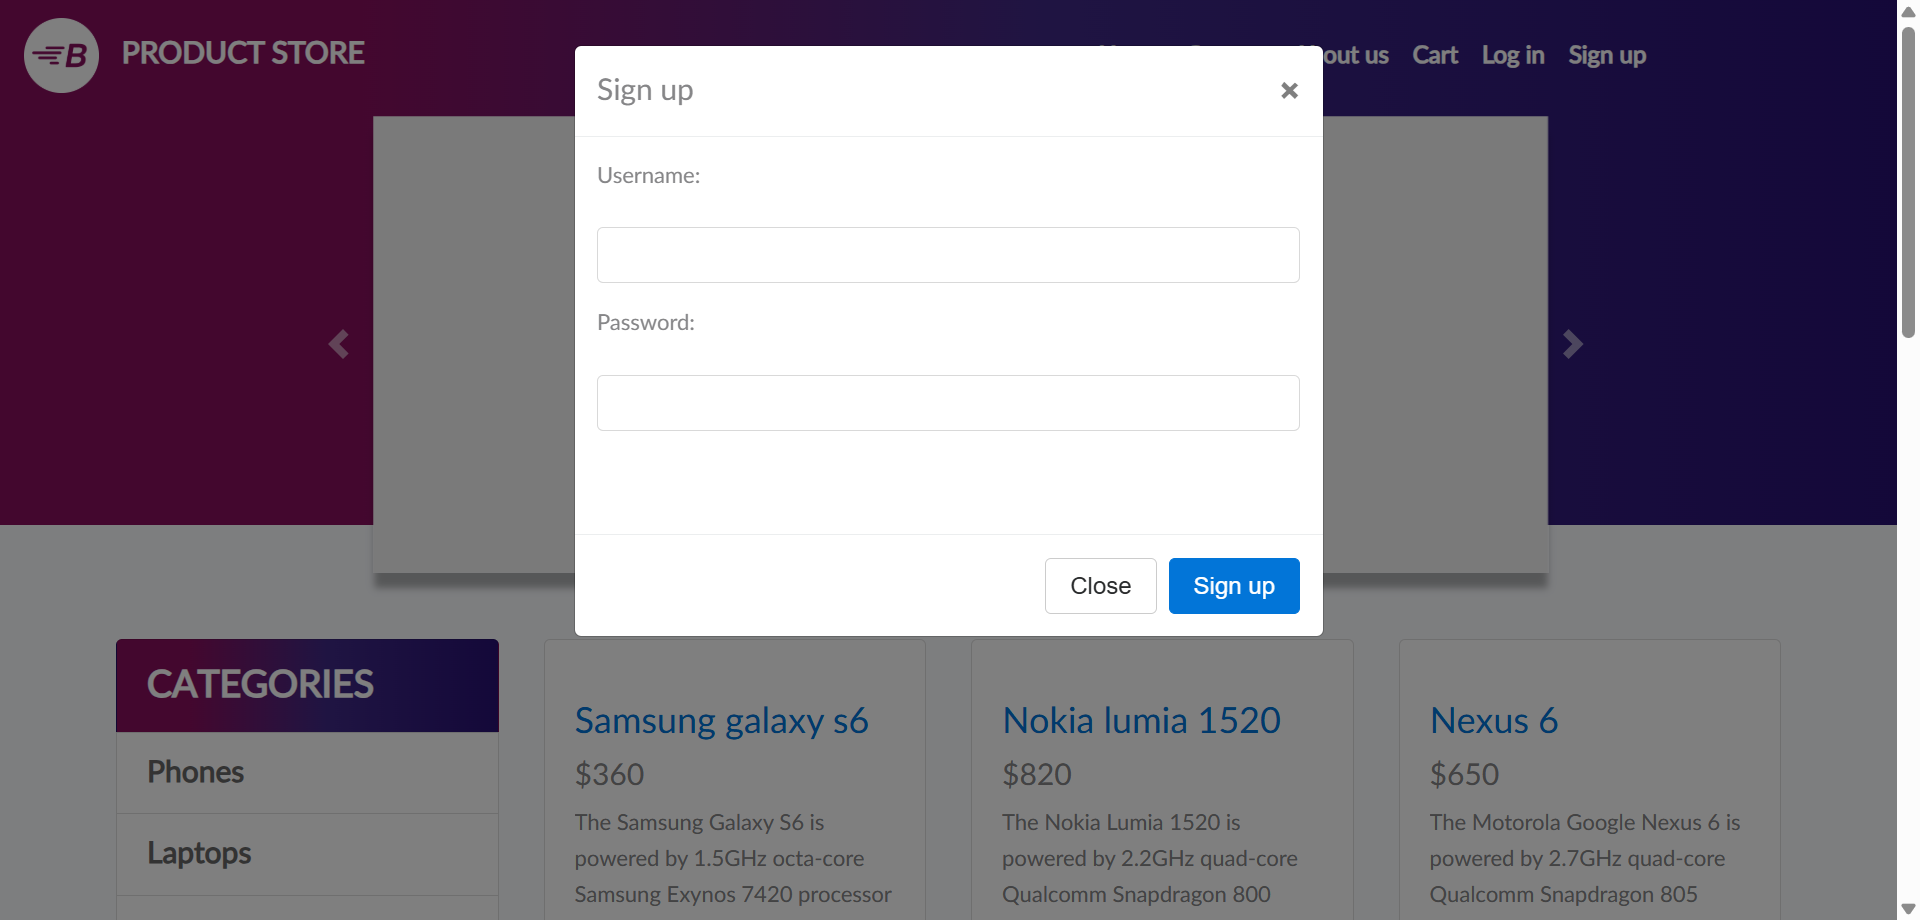 B PRODUCT STORE
out us Cart Log in Sign up
Sign up
Username:
Password:
Close Sign up
CATEGORIES
Phones
Laptops
Samsung galaxy s6
$360
The Samsung Galaxy S6 is
powered by 1.5GHz octa-core
Samsung Exynos 7420 processor
Nokia lumia 1520
$820
The Nokia Lumia 1520 is
powered by 2.2GHz quad-core
Qualcomm Snapdragon 800
Nexus 6
$650
The Motorola Google Nexus 6 is
powered by 2.7GHz quad-core
Qualcomm Snapdragon 805